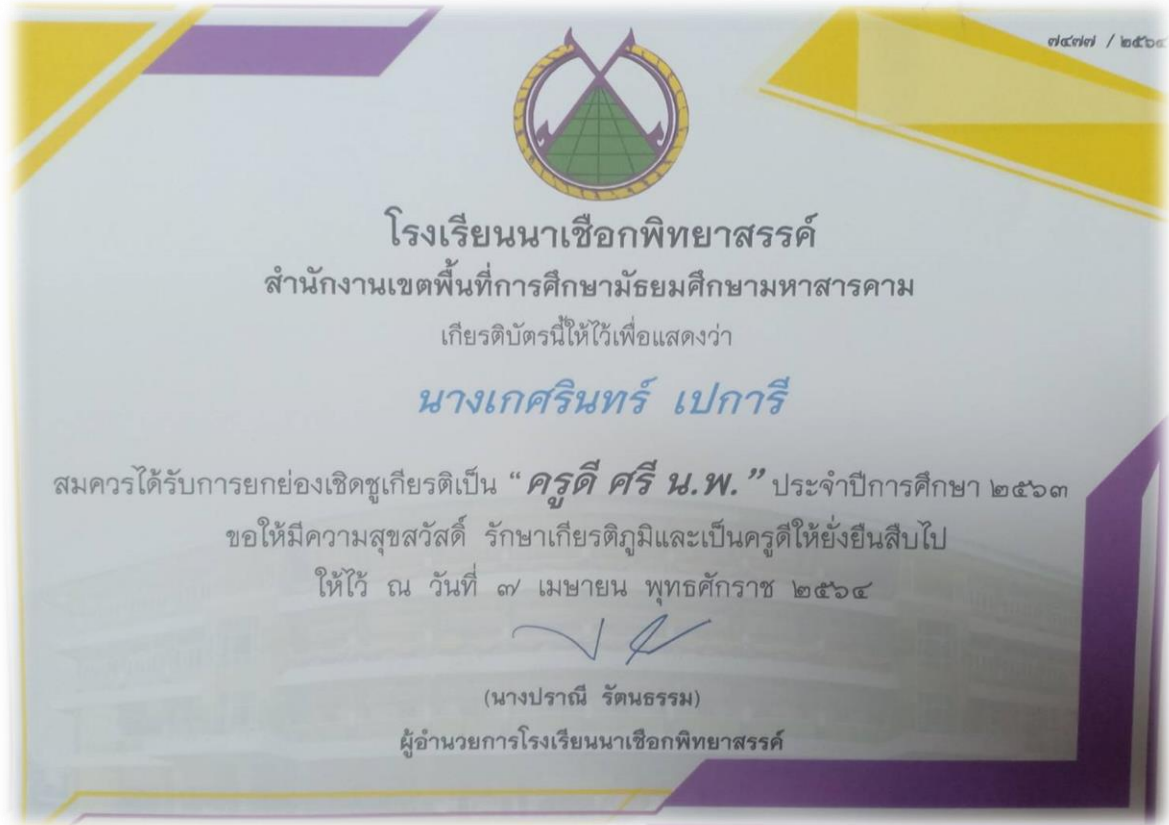 ๗๔๗๗ / ๒๕๖๔
โรงเรียนนาเชือกพิทยาสรรค์
สำนักงานเขตพื้นที่การศึกษามัธยมศึกษามหาสารคาม
เกียรติบัตรนี้ให้ไว้เพื่อแสดงว่า
นางเกศรินทร์ เปการี
สมควรได้รับการยกย่องเชิดชูเกียรติเป็น “ครูดี ศรี น.พ.” ประจำปีการศึกษา ๒๕๖๓
ขอให้มีความสุขสวัสดิ์ รักษาเกียรติภูมิและเป็นครูดีให้ยั่งยืนสืบไป
ให้ไว้ ณ วันที่ ๗ เมษายน พุทธศักราช ๒๕๖๔
(นางปราณี รัตนธรรม)
ผู้อำนวยการโรงเรียนนาเชือกพิทยาสรรค์